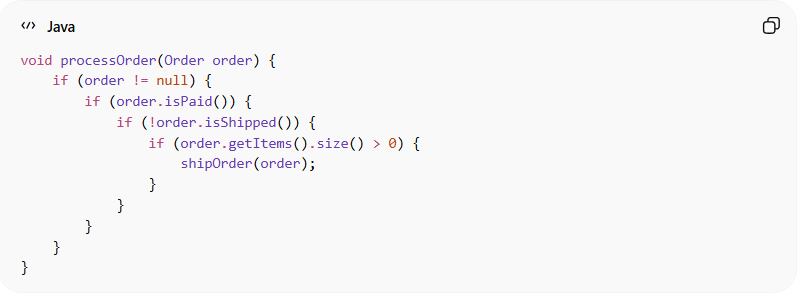 </> Java
void processOrder(Order order) {
    if (order != null) {
        if (order.isPaid()) {
            if (!order.isShipped()) {
                if (order.getItems().size() > 0) {
                    shipOrder(order);
                }
            }
        }
    }
}